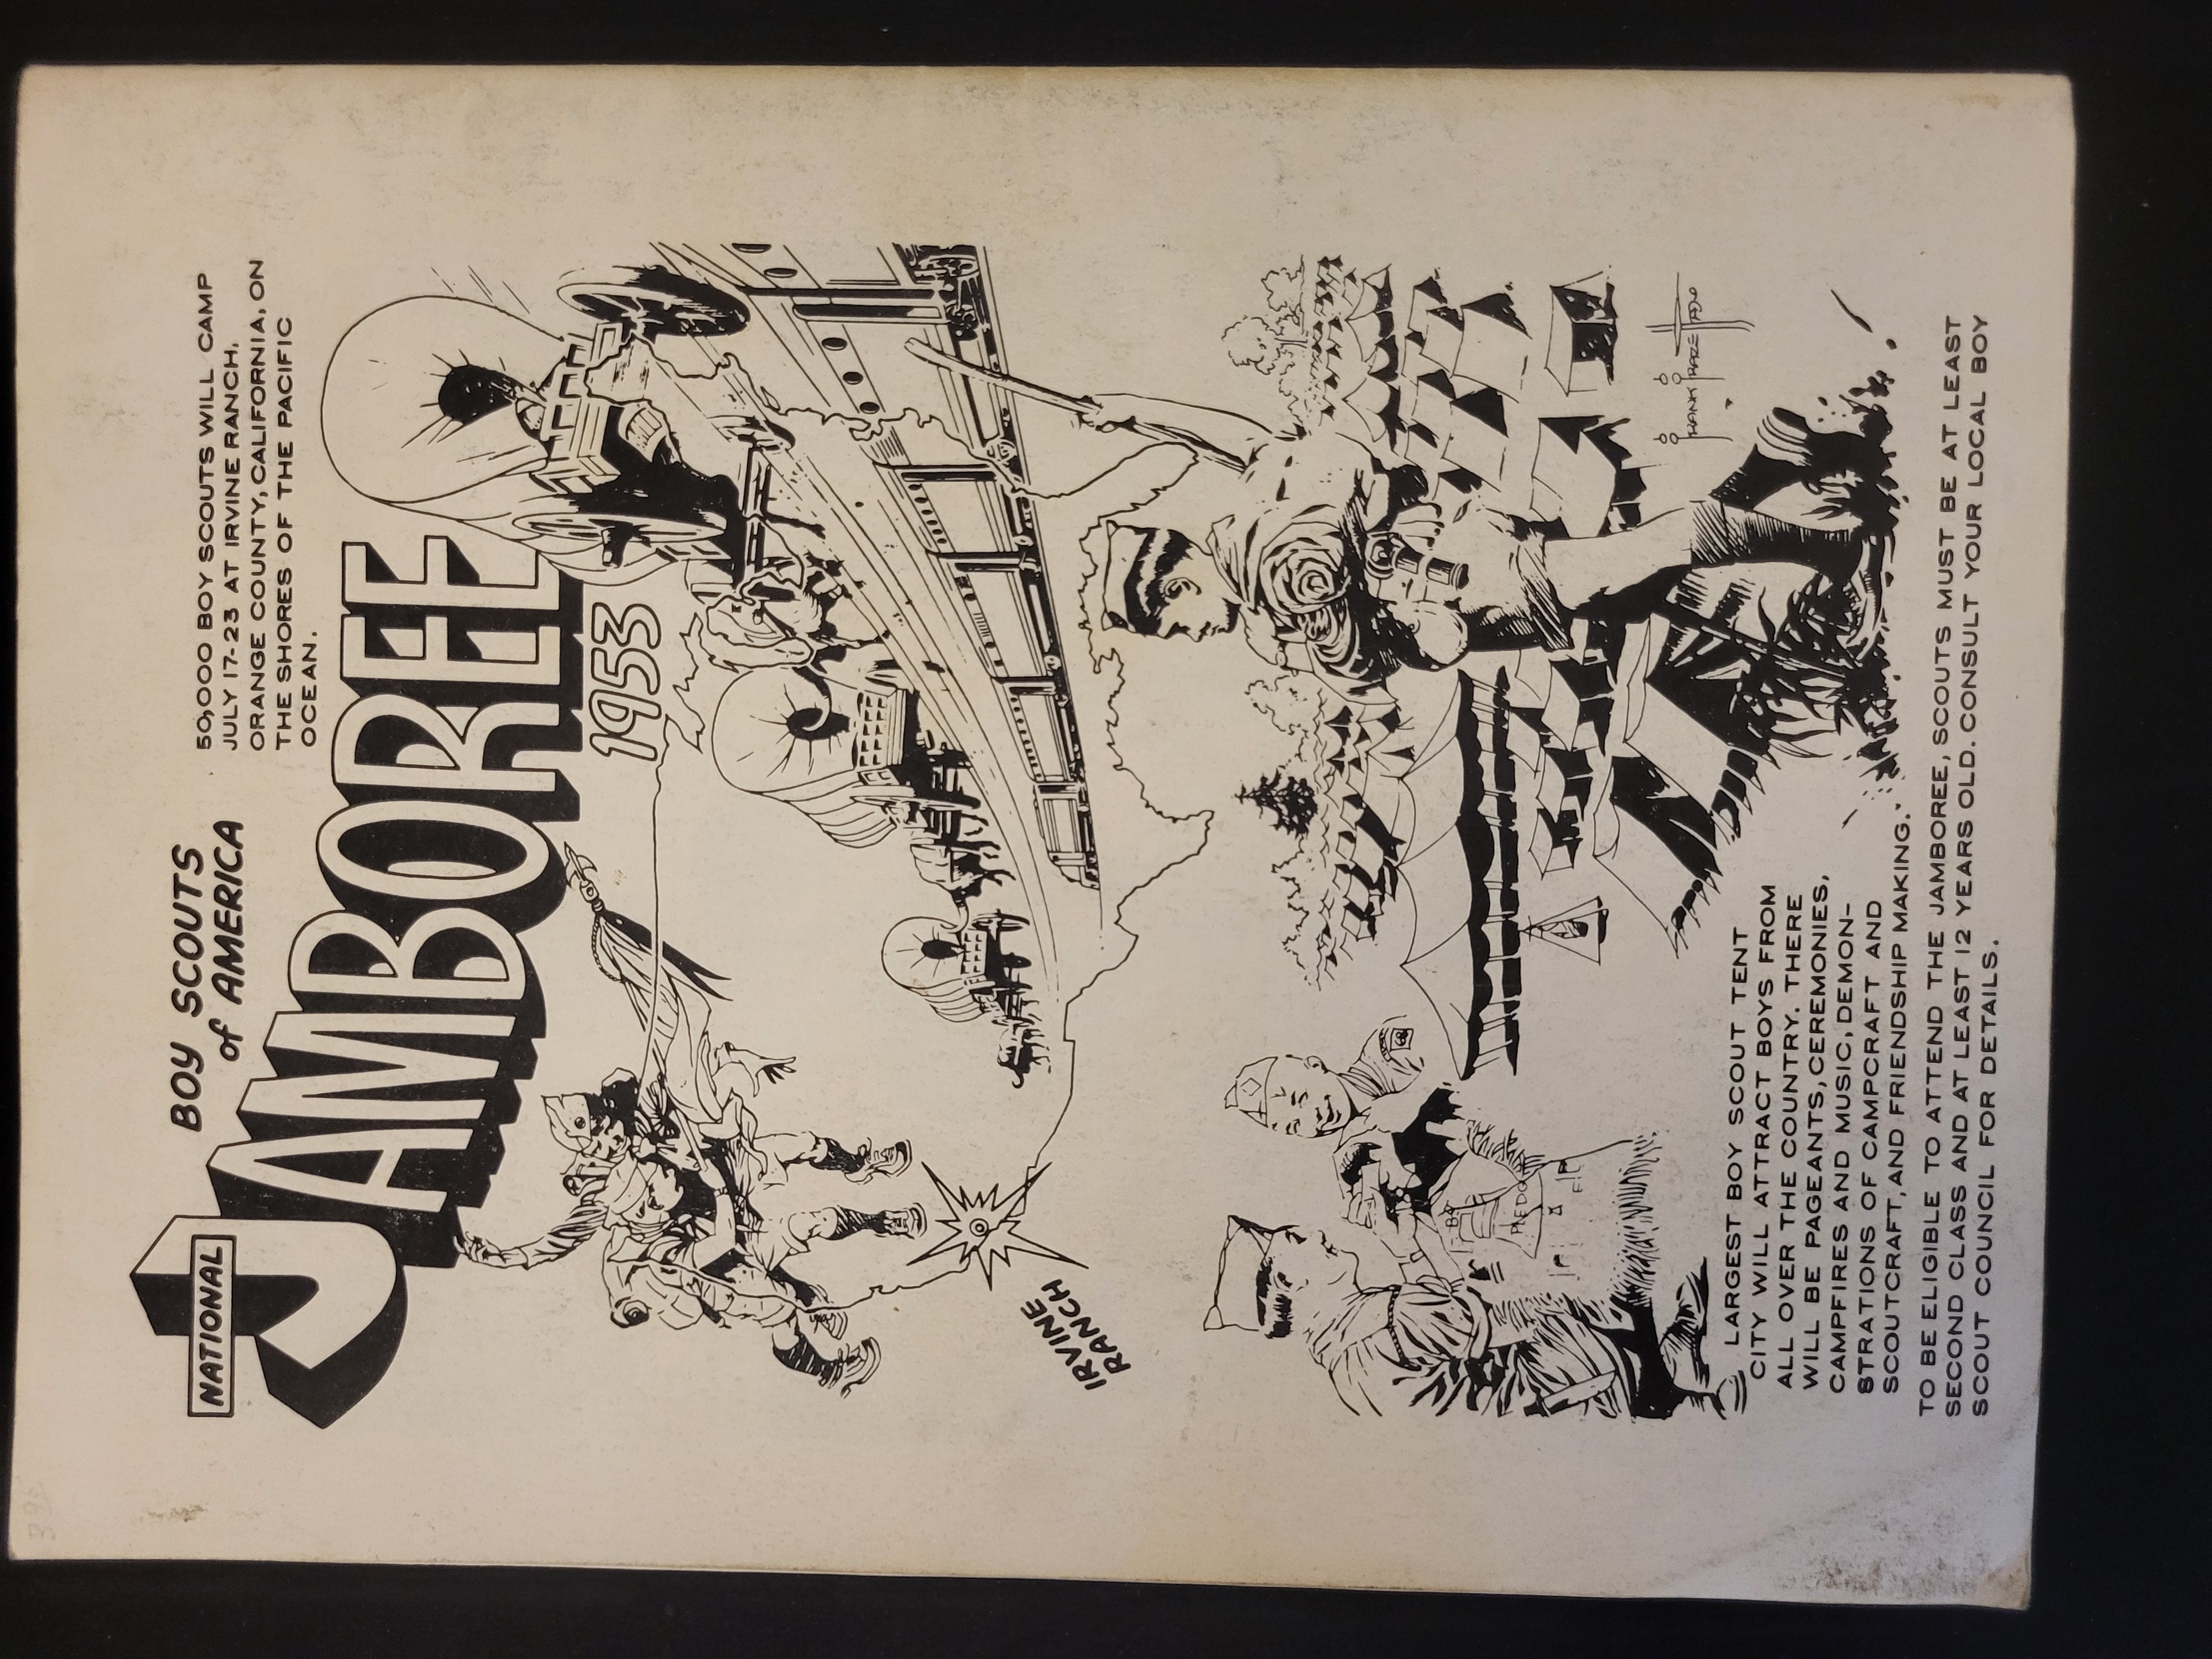 BOY SCOUTS
of AMERICA
NATIONAL
JAMBOREE
1953
50,000 BOY SCOUTS WILL CAMP
JULY 17-23 AT IRVINE RANCH,
ORANGE COUNTY, CALIFORNIA, ON
THE SHORES OF THE PACIFIC
OCEAN.
IRVINE
RANCH
LARGEST BOY SCOUT TENT
CITY WILL ATTRACT BOYS FROM
ALL OVER THE COUNTRY. THERE
WILL BE PAGEANTS, CEREMONIES,
CAMPFIRES AND MUSIC, DEMON-
STRATIONS OF CAMPCRAFT AND
SCOUTCRAFT, AND FRIENDSHIP MAKING.
TO BE ELIGIBLE TO ATTEND THE JAMBOREE, SCOUTS MUST BE AT LEAST
SECOND CLASS AND AT LEAST 12 YEARS OLD. CONSULT YOUR LOCAL BOY
SCOUT COUNCIL FOR DETAILS.